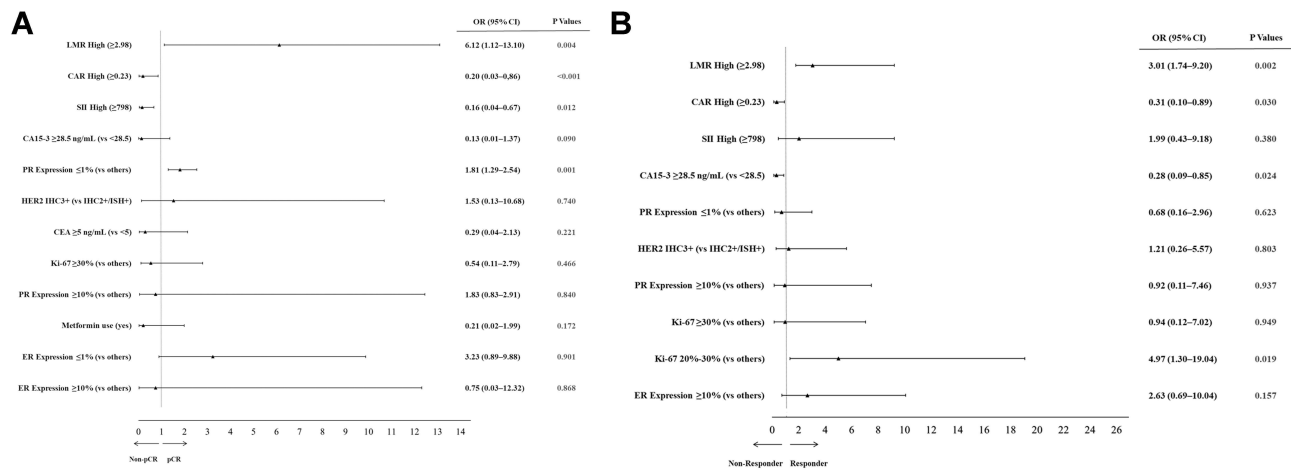 A
OR (95% CI) P Values
LMR High (≥2.98) 6.12 (1.12–13.10) 0.004
CAR High (≥0.23) 0.20 (0.03–0,86) <0.001
SII High (≥798) 0.16 (0.04–0.67) 0.012
CA15-3 ≥28.5 ng/mL (vs <28.5) 0.13 (0.01–1.37) 0.090
PR Expression ≤1% (vs others) 1.81 (1.29–2.54) 0.001
HER2 IHC3+ (vs IHC2+/ISH+) 1.53 (0.13–10.68) 0.740
CEA ≥5 ng/mL (vs <5) 0.29 (0.04–2.13) 0.221
Ki-67≥30% (vs others) 0.54 (0.11–2.79) 0.466
PR Expression ≥10% (vs others) 1.83 (0.83–2.91) 0.840
Metformin use (yes) 0.21 (0.02–1.99) 0.172
ER Expression ≤1% (vs others) 3.23 (0.89–9.88) 0.901
ER Expression ≥10% (vs others) 0.75 (0.03–12.32) 0.868
0 1 2 3 4 5 6 7 8 9 10 11 12 13 14
Non-pCR pCR
B
OR (95% CI) P Values
LMR High (≥2.98) 3.01 (1.74–9.20) 0.002
CAR High (≥0.23) 0.31 (0.10–0.89) 0.030
SII High (≥798) 1.99 (0.43–9.18) 0.380
CA15-3 ≥28.5 ng/mL (vs <28.5) 0.28 (0.09–0.85) 0.024
PR Expression ≤1% (vs others) 0.68 (0.16–2.96) 0.623
HER2 IHC3+ (vs IHC2+/ISH+) 1.21 (0.26–5.57) 0.803
PR Expression ≥10% (vs others) 0.92 (0.11–7.46) 0.937
Ki-67≥30% (vs others) 0.94 (0.12–7.02) 0.949
Ki-67 20%-30% (vs others) 4.97 (1.30–19.04) 0.019
ER Expression ≥10% (vs others) 2.63 (0.69–10.04) 0.157
0 2 4 6 8 10 12 14 16 18 20 22 24 26
Non-Responder Responder